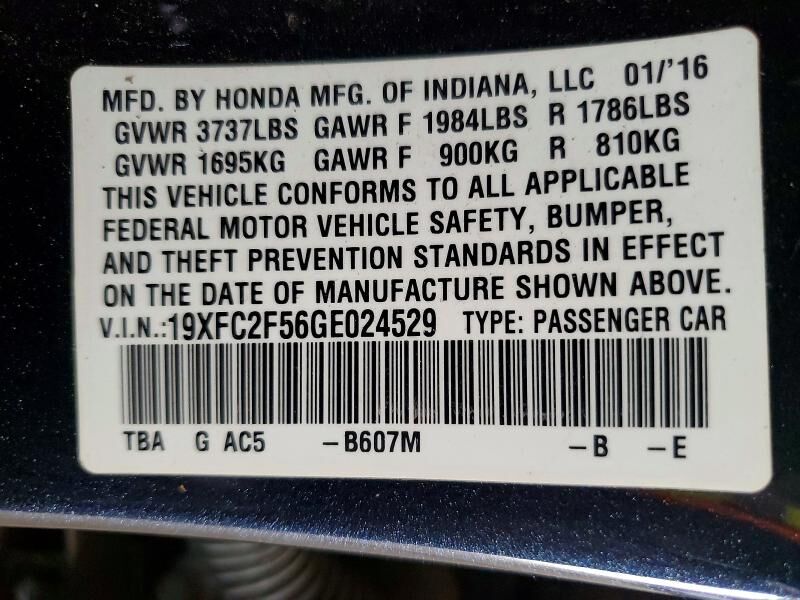 MFD. BY HONDA MFG. OF INDIANA, LLC 01/'16
GVWR 3737LBS GAWR F 1984LBS R 1786LBS
GVWR 1695KG GAWR F 900KG R 810KG
THIS VEHICLE CONFORMS TO ALL APPLICABLE
FEDERAL MOTOR VEHICLE SAFETY, BUMPER,
AND THEFT PREVENTION STANDARDS IN EFFECT
ON THE DATE OF MANUFACTURE SHOWN ABOVE.
V.I.N.:19XFC2F56GE024529 TYPE: PASSENGER CAR
TBA G AC5 -B607M -B -E